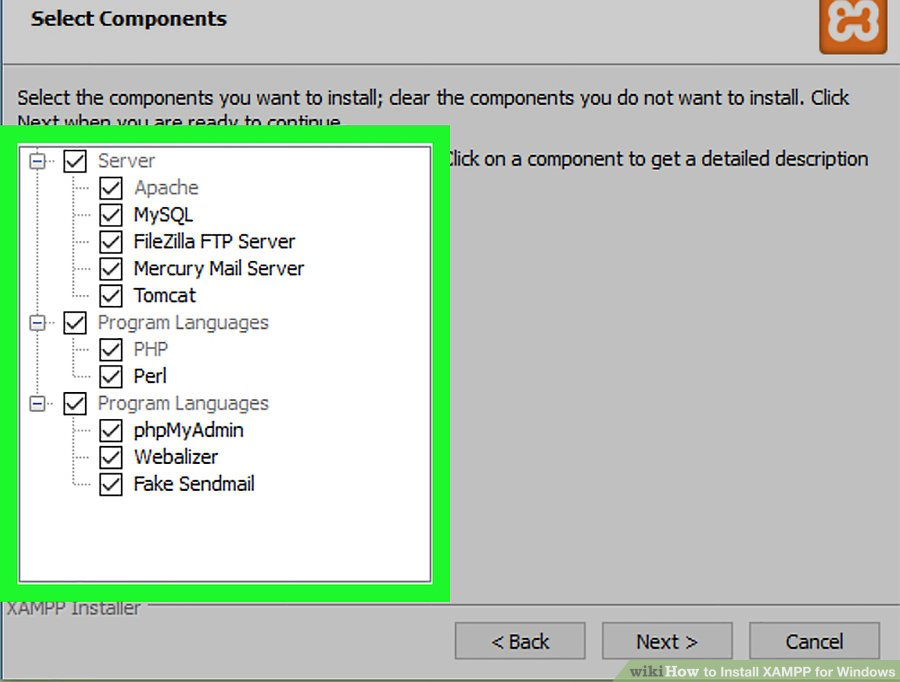 Select Components
Select the components you want to install; clear the components you do not want to install. Click
Next when you are ready to continue.
Server
Click on a component to get a detailed description
Apache
MySQL
FileZilla FTP Server
Mercury Mail Server
Tomcat
Program Languages
PHP
Perl
Program Languages
phpMyAdmin
Webalizer
Fake Sendmail
XAMPP Installer
< Back
Next >
Cancel
wikiHow to Install XAMPP for Windows